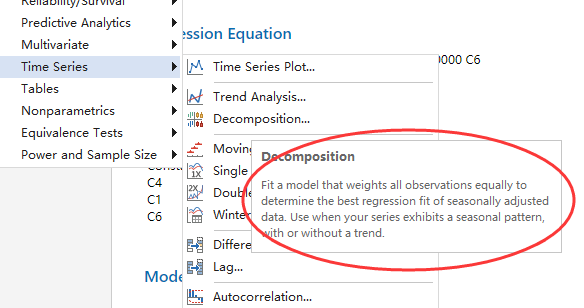 Reliability/Survival
Predictive Analytics
Multivariate
Time Series
Tables
Nonparametrics
Equivalence Tests
Power and Sample Size
ession Equation
0000 C6
Time Series Plot...
Trend Analysis...
Decomposition...
Moving
Single
Double
Winter
Differe
Lag...
Autocorrelation...
Decomposition
Fit a model that weights all observations equally to
determine the best regression fit of seasonally adjusted
data. Use when your series exhibits a seasonal pattern,
with or without a trend.
C4
C1
C6
Mode